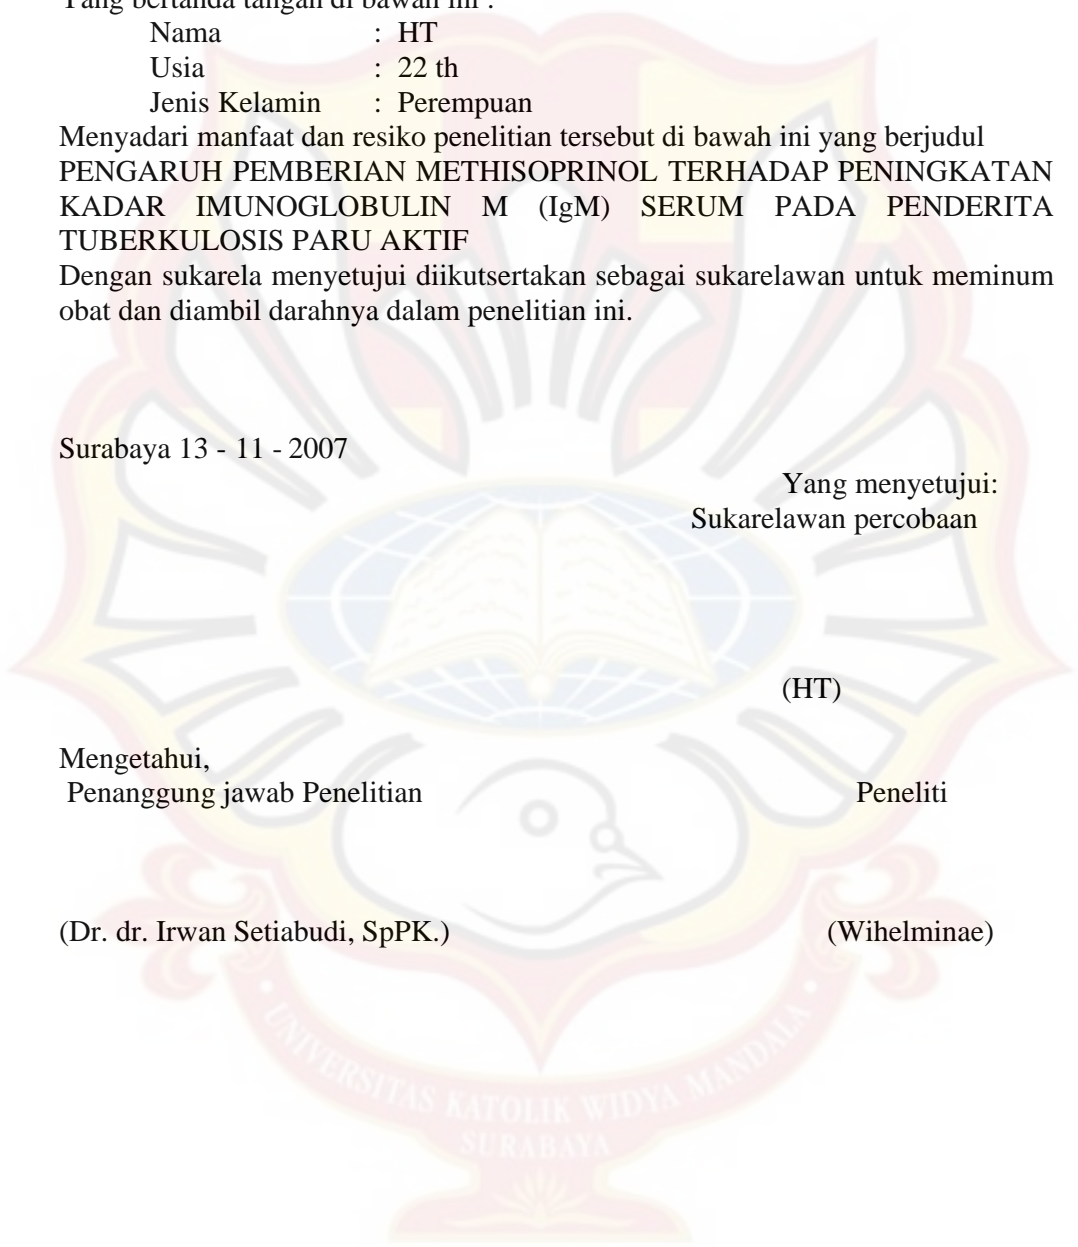 Yang bertanda tangan di bawah ini :
Nama : HT
Usia : 22 th
Jenis Kelamin : Perempuan
Menyadari manfaat dan resiko penelitian tersebut di bawah ini yang berjudul
PENGARUH PEMBERIAN METHISOPRINOL TERHADAP PENINGKATAN
KADAR IMUNOGLOBULIN M (IgM) SERUM PADA PENDERITA
TUBERKULOSIS PARU AKTIF
Dengan sukarela menyetujui diikutsertakan sebagai sukarelawan untuk meminum
obat dan diambil darahnya dalam penelitian ini.
Surabaya 13 - 11 - 2007
Yang menyetujui:
Sukarelawan percobaan
(HT)
Mengetahui,
Penanggung jawab Penelitian Peneliti
(Dr. dr. Irwan Setiabudi, SpPK.) (Wihelminae)
UNIVERSITAS KATOLIK WIDYA MANDALA
SURABAYA